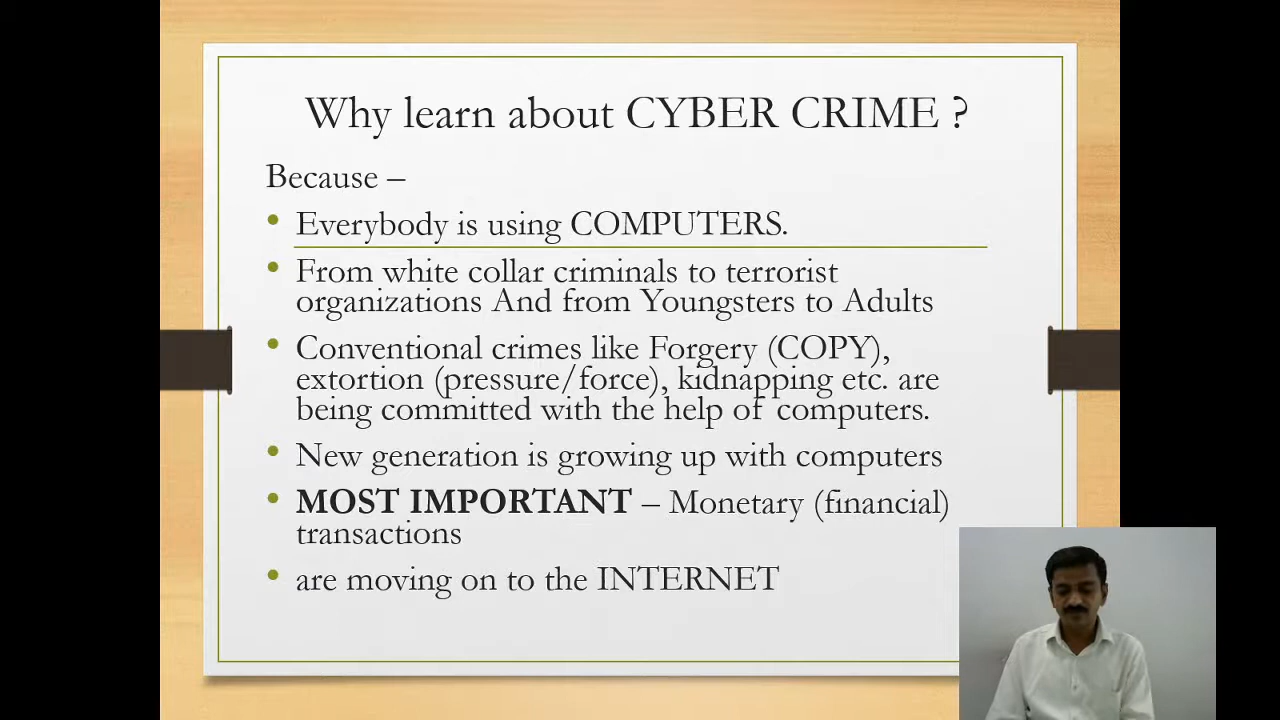 Why learn about CYBER CRIME ?
Because –
• Everybody is using COMPUTERS.
• From white collar criminals to terrorist
organizations And from Youngsters to Adults
• Conventional crimes like Forgery (COPY),
extortion (pressure/force), kidnapping etc. are
being committed with the help of computers.
• New generation is growing up with computers
• MOST IMPORTANT – Monetary (financial)
transactions
• are moving on to the INTERNET